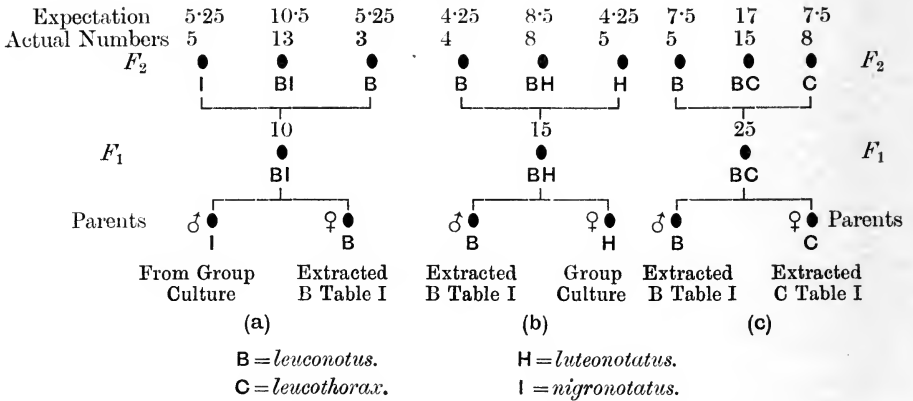 Expectation 5·25 10·5 5·25 4·25 8·5 4·25 7·5 17 7·5
Actual Numbers 5 13 3 4 8 5 5 15 8
F2 I BI B B BH H B BC C F2
10 15 25
F1 BI BH BC F1
Parents ♂ ♀ ♂ ♀ ♂ ♀ Parents
I B B H B C
From Group Extracted Extracted Group Extracted Extracted
Culture B Table I B Table I Culture B Table I C Table I
(a) (b) (c)
B = leuconotus. H = luteonotatus.
C = leucothorax. I = nigronotatus.